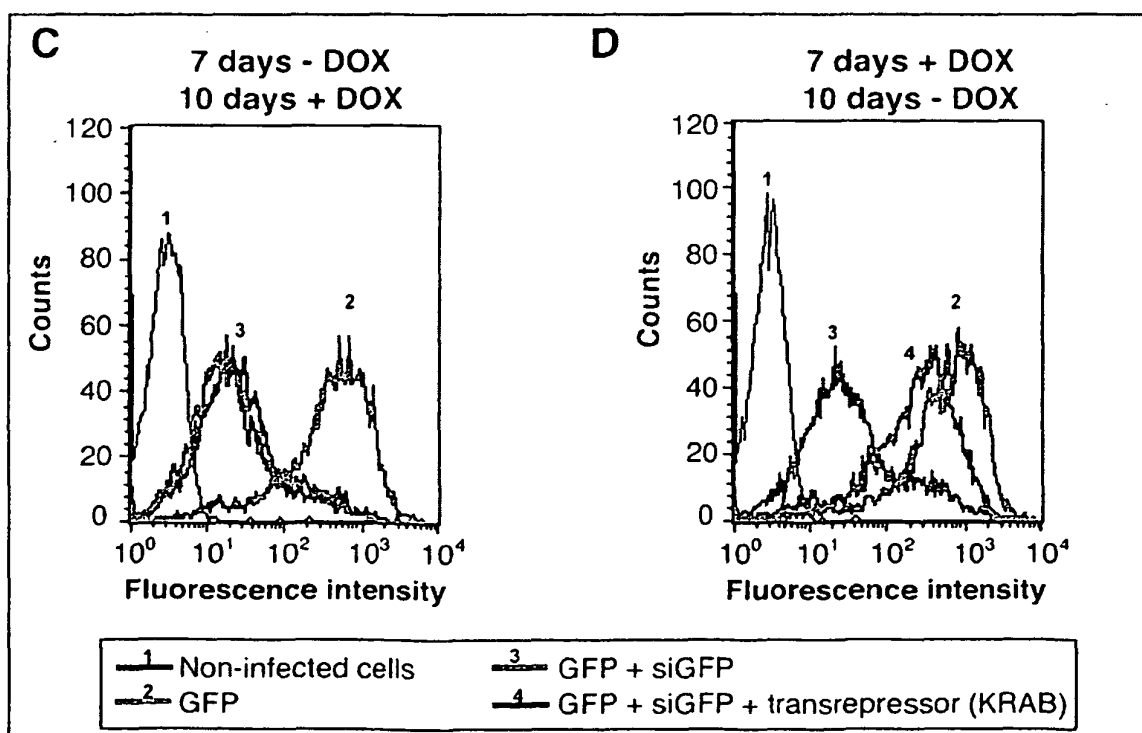 C
7 days - DOX
10 days + DOX
120
100
80
60
40
20
0
Counts
1
2
3
4
10⁰ 10¹ 10² 10³ 10⁴
Fluorescence intensity
D
7 days + DOX
10 days - DOX
120
100
80
60
40
20
0
Counts
1
2
3
4
10⁰ 10¹ 10² 10³ 10⁴
Fluorescence intensity
1 Non-infected cells
2 GFP
3 GFP + siGFP
4 GFP + siGFP + transrepressor (KRAB)